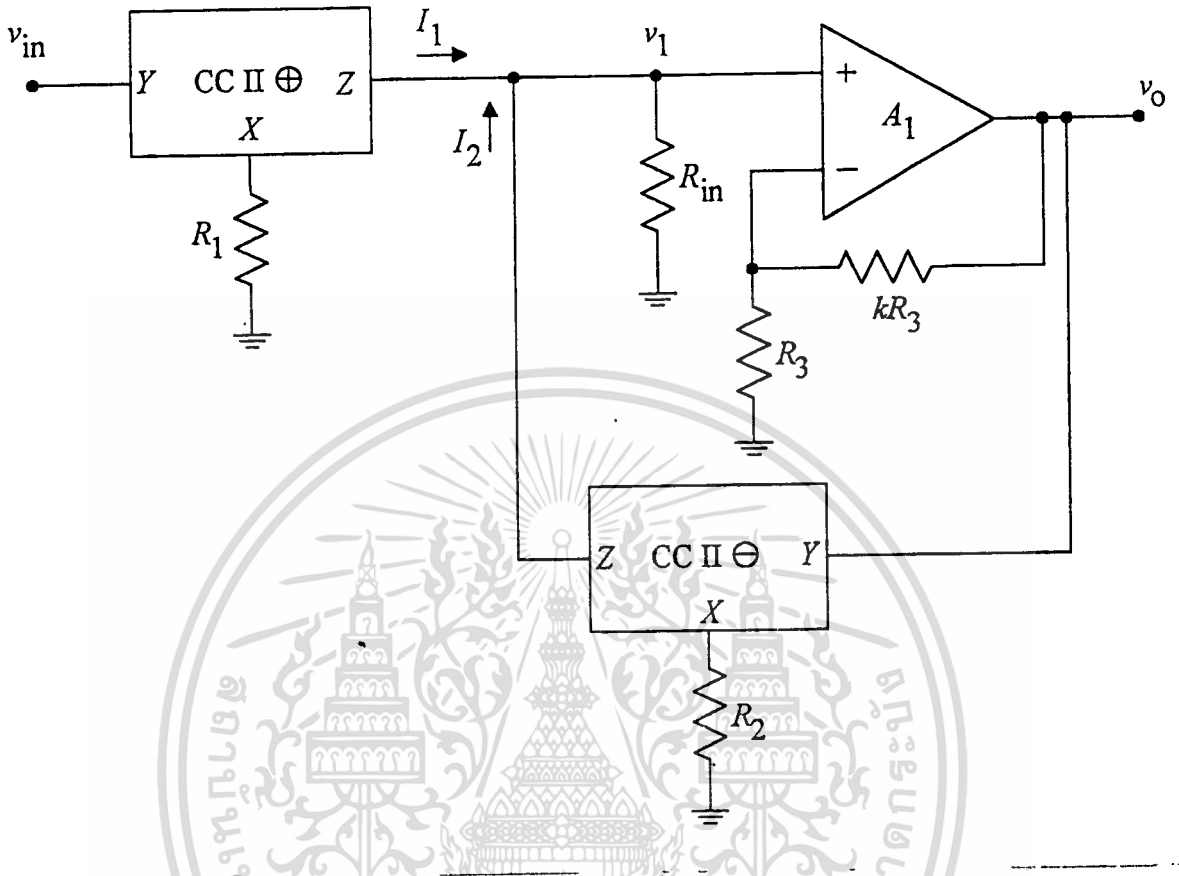 v_in
I_1
v_1
v_o
Y CC II ⊕ Z
X
+
A_1
I_2
R_in
−
R_1
kR_3
R_3
Z CC II ⊖ Y
X
R_2